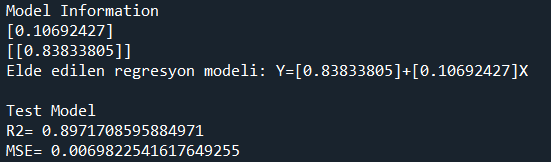 Model Information
[0.10692427]
[[0.83833805]]
Elde edilen regresyon modeli: Y=[0.83833805]+[0.10692427]X
Test Model
R2= 0.8971708595884971
MSE= 0.0069822541617649255